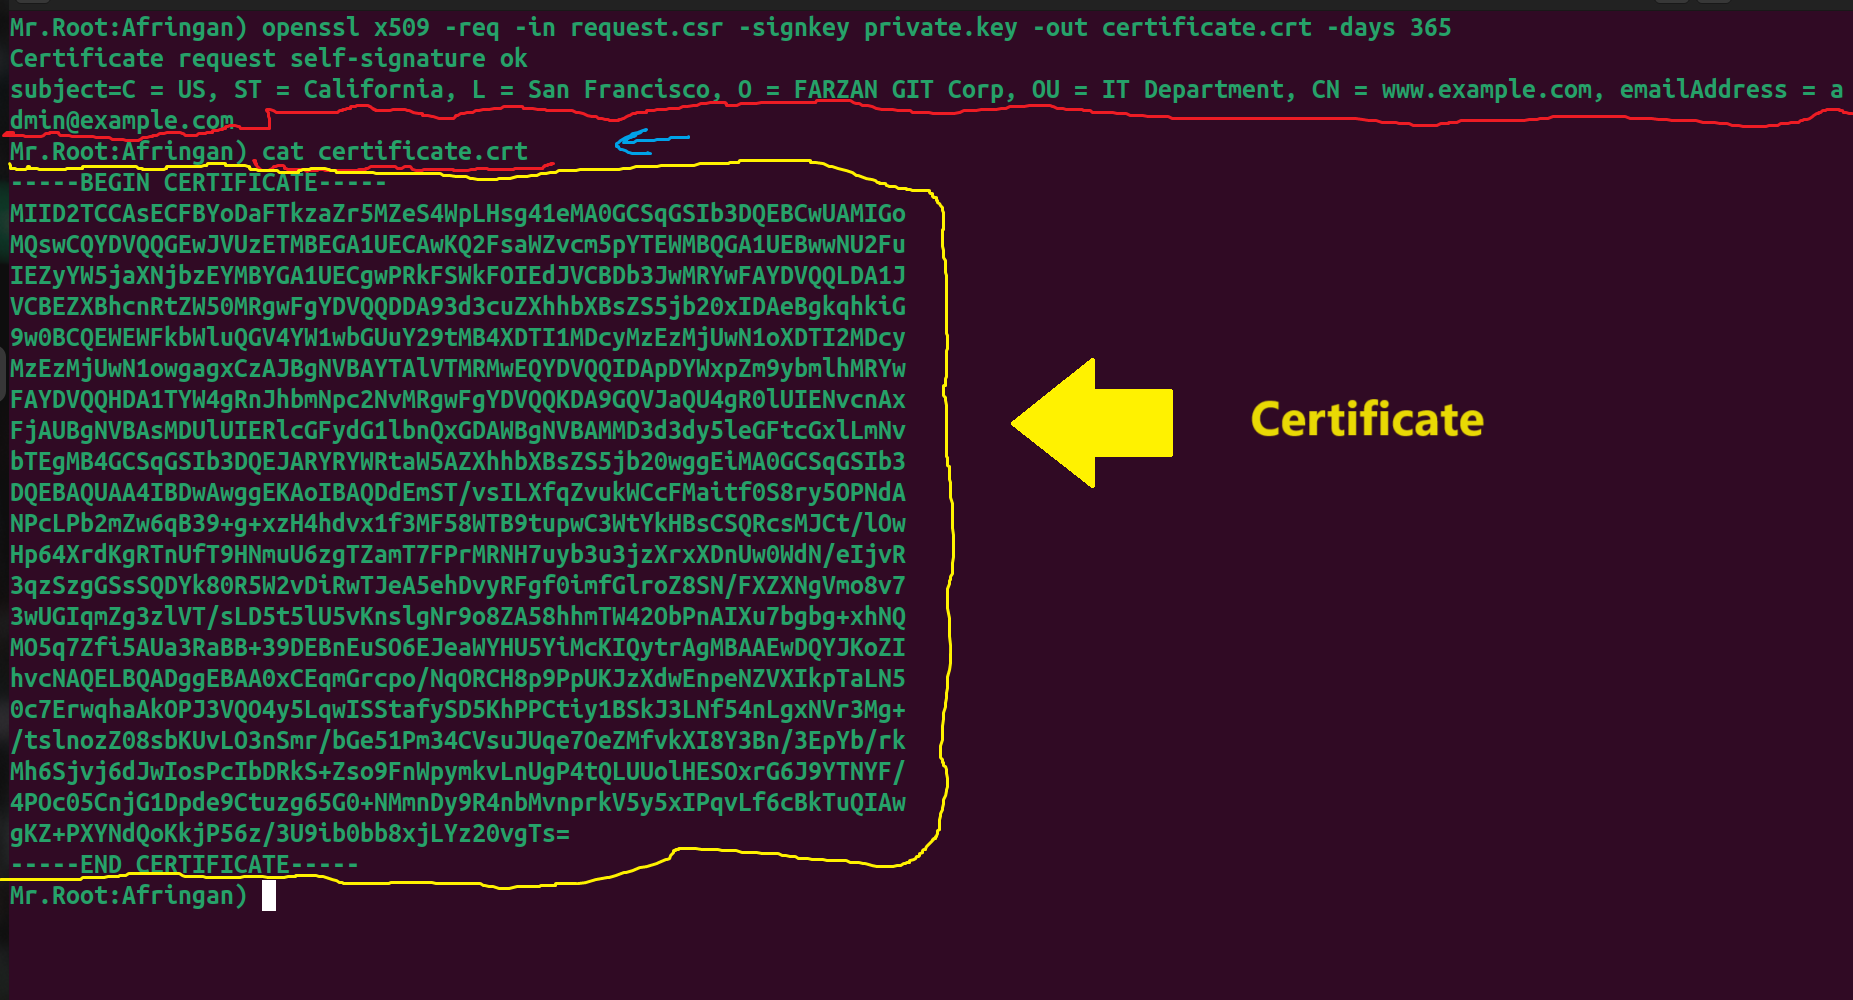 Mr.Root:Afringan) openssl x509 -req -in request.csr -signkey private.key -out certificate.crt -days 365
Certificate request self-signature ok
subject=C = US, ST = California, L = San Francisco, O = FARZAN GIT Corp, OU = IT Department, CN = www.example.com, emailAddress = a
dmin@example.com
Mr.Root:Afringan) cat certificate.crt
-----BEGIN CERTIFICATE-----
MIID2TCCAsECFBYoDaFTkzaZr5MZeS4WpLHsg41eMA0GCSqGSIb3DQEBCwUAMIGo
MQswCQYDVQQGEwJVUzETMBEGA1UECAwKQ2FsaWZvcm5pYTEWMBQGA1UEBwwNU2Fu
IEZyYW5jaXNjbzEYMBYGA1UECgwPRkFSWkFOIEdJVCBDb3JwMRYwFAYDVQQLDA1J
VCBEZXBhcnRtZW50MRgwFgYDVQQDDA93d3cuZXhhbXBsZS5jb20xIDAeBgkqhkiG
9w0BCQEWEWFkbWluQGV4YW1wbGUuY29tMB4XDTI1MDcyMzEzMjUwN1oXDTI2MDcy
MzEzMjUwN1owgagxCzAJBgNVBAYTAlVTMRMwEQYDVQQIDApDYWxpZm9ybmlhMRYw
FAYDVQQHDA1TYW4gRnJhbmNpc2NvMRgwFgYDVQQKDA9GQVJaQU4gR0lUIENvcnAx
FjAUBgNVBAsMDUlUIERlcGFydG1lbnQxGDAWBgNVBAMMD3d3dy5leGFtcGxlLmNv
bTEgMB4GCSqGSIb3DQEJARYRYWRtaW5AZXhhbXBsZS5jb20wggEiMA0GCSqGSIb3
DQEBAQUAA4IBDwAwggEKAoIBAQDdEmST/vsILXfqZvukWCcFMaitf0S8ry5OPNdA
NPcLPb2mZw6qB39+g+xzH4hdvx1f3MF58WTB9tupwC3WtYkHBsCSQRcsMJCt/lOw
Hp64XrdKgRTnUfT9HNmuU6zgTZamT7FPrMRNH7uyb3u3jzXrxXDnUw0WdN/eIjvR
3qzSzgGSsSQDYk80R5W2vDiRwTJeA5ehDvyRFgf0imfGlroZ8SN/FXZXNgVmo8v7
3wUGIqmZg3zlVT/sLD5t5lU5vKnslgNr9o8ZA58hhmTW42ObPnAIXu7bgbg+xhNQ
MO5q7Zfi5AUa3RaBB+39DEBnEuSO6EJeaWYHU5YiMcKIQytrAgMBAAEwDQYJKoZI
hvcNAQELBQADggEBAA0xCEqmGrcpo/NqORCH8p9PpUKJzXdwEnpeNZVXIkpTaLN5
0c7ErwqhaAkOPJ3VQO4y5LqwISStafySD5KhPPCtiy1BSkJ3LNf54nLgxNVr3Mg+
/tslnozZ08sbKUvLO3nSmr/bGe51Pm34CVsuJUqe7OeZMfvkXI8Y3Bn/3EpYb/rk
Mh6Sjvj6dJwIosPcIbDRkS+Zso9FnWpymkvLnUgP4tQLUUolHESOxrG6J9YTNYF/
4POc05CnjG1Dpde9Ctuzg65G0+NMmnDy9R4nbMvnprkV5y5xIPqvLf6cBkTuQIAw
gKZ+PXYNdQoKkjP56z/3U9ib0bb8xjLYz20vgTs=
-----END CERTIFICATE-----
Mr.Root:Afringan)
Certificate